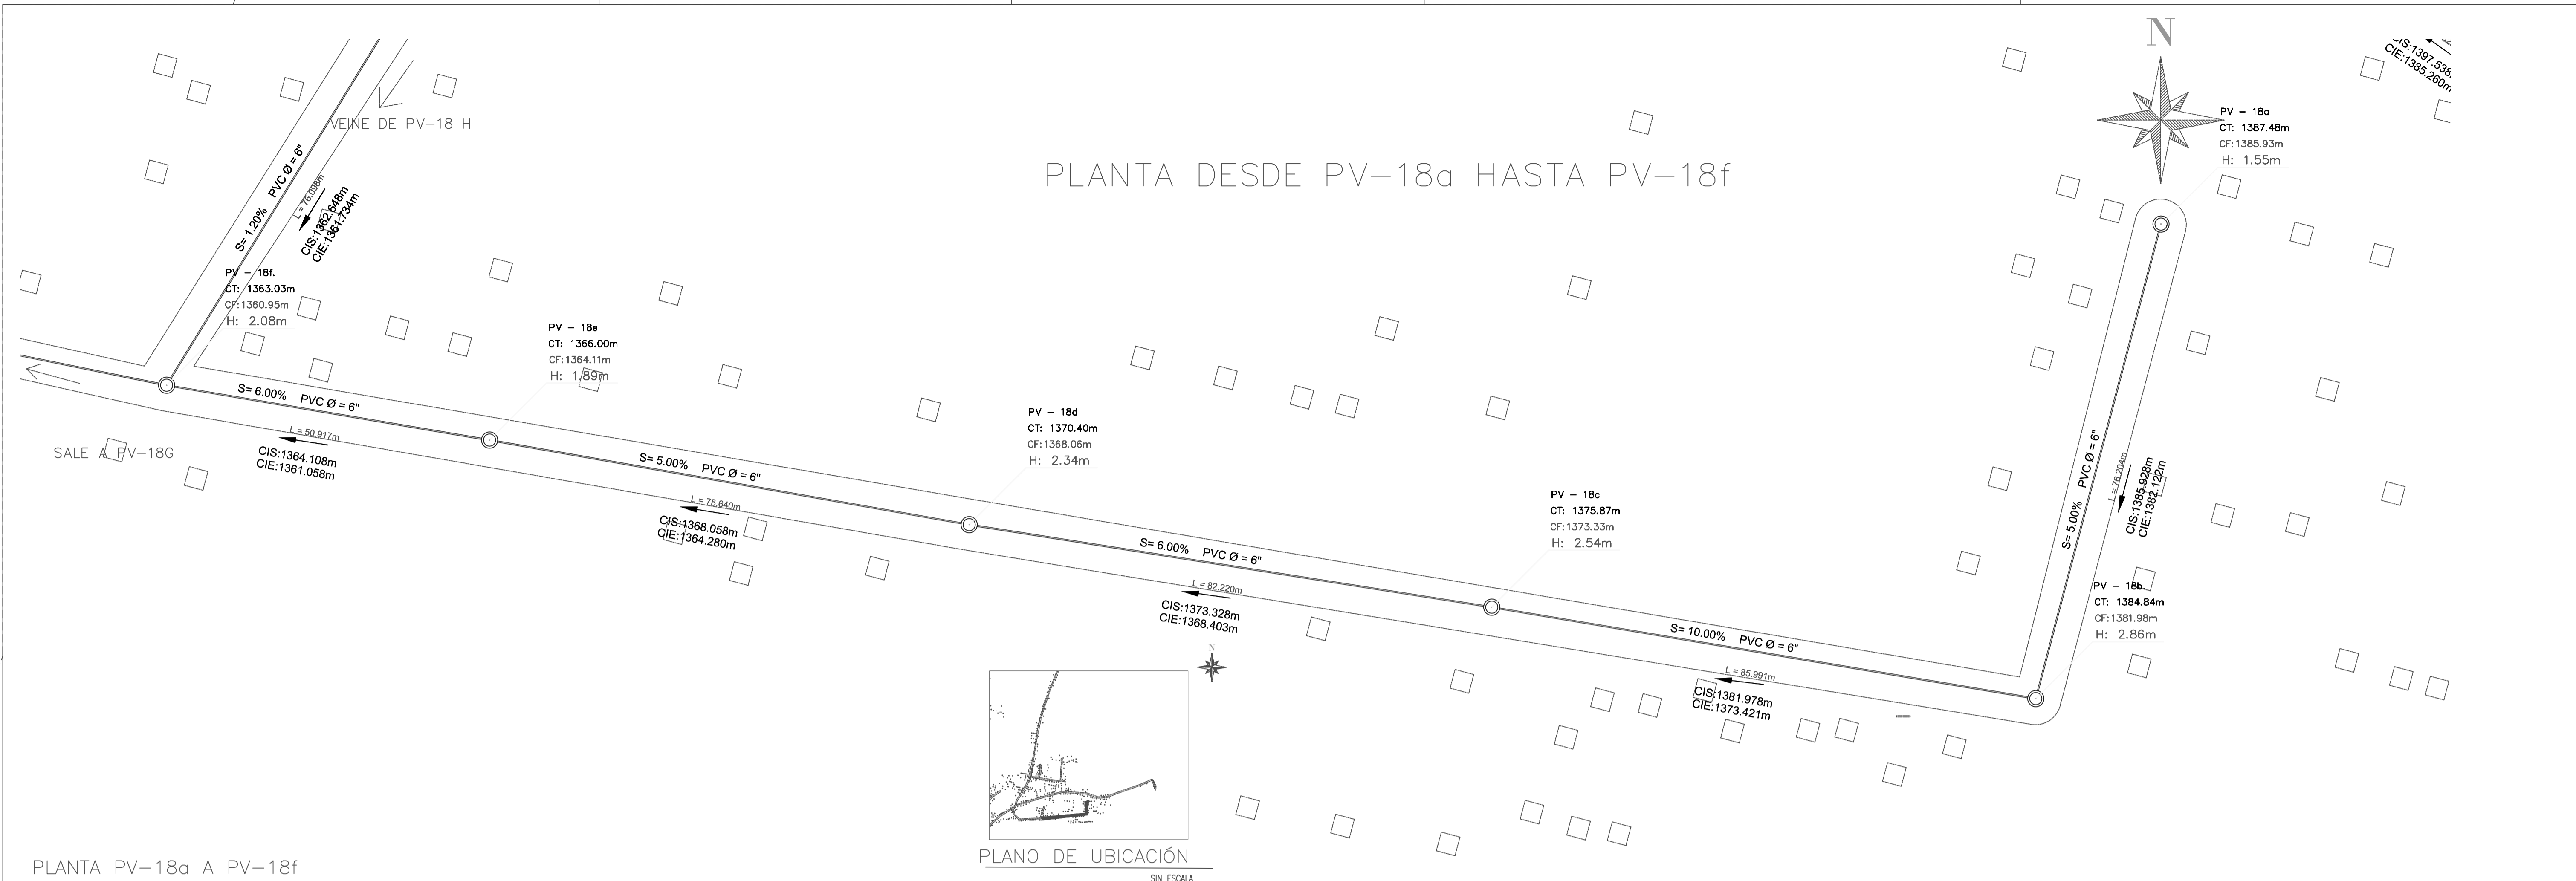 N
CIS:1397.538
CIE:1385.260m
PV - 18a
CT: 1387.48m
CF:1385.93m
H: 1.55m
VEINE DE PV-18 H
PLANTA DESDE PV-18a HASTA PV-18f
S= 1.20% PVC Ø = 6"
L = 76.098m
CIS:1362.648m
CIE:1361.734m
PV - 18f.
CT: 1363.03m
CF:1360.95m
H: 2.08m
PV - 18e
CT: 1366.00m
CF:1364.11m
H: 1.89m
S= 6.00% PVC Ø = 6"
L = 50.917m
CIS:1364.108m
CIE:1361.058m
SALE A PV-18G
PV - 18d
CT: 1370.40m
CF:1368.06m
H: 2.34m
S= 5.00% PVC Ø = 6"
L = 75.640m
CIS:1368.058m
CIE:1364.280m
PV - 18c
CT: 1375.87m
CF:1373.33m
H: 2.54m
S= 6.00% PVC Ø = 6"
L = 82.220m
CIS:1373.328m
CIE:1368.403m
S= 5.00% PVC Ø = 6"
L = 76.204m
CIS:1385.928m
CIE:1382.122m
PV - 18b.
CT: 1384.84m
CF:1381.98m
H: 2.86m
S= 10.00% PVC Ø = 6"
L = 85.991m
CIS:1381.978m
CIE:1373.421m
N
PLANO DE UBICACIÓN
SIN ESCALA
PLANTA PV-18a A PV-18f